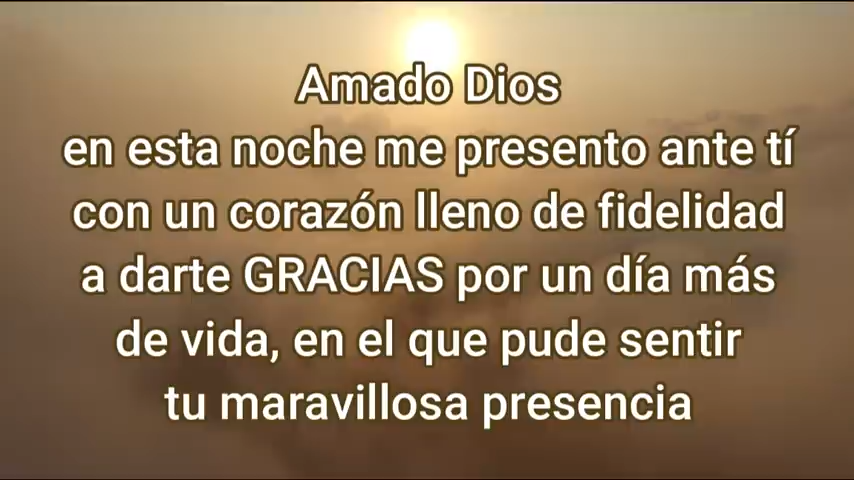 Amado Dios
en esta noche me presento ante tí
con un corazón lleno de fidelidad
a darte GRACIAS por un día más
de vida, en el que pude sentir
tu maravillosa presencia